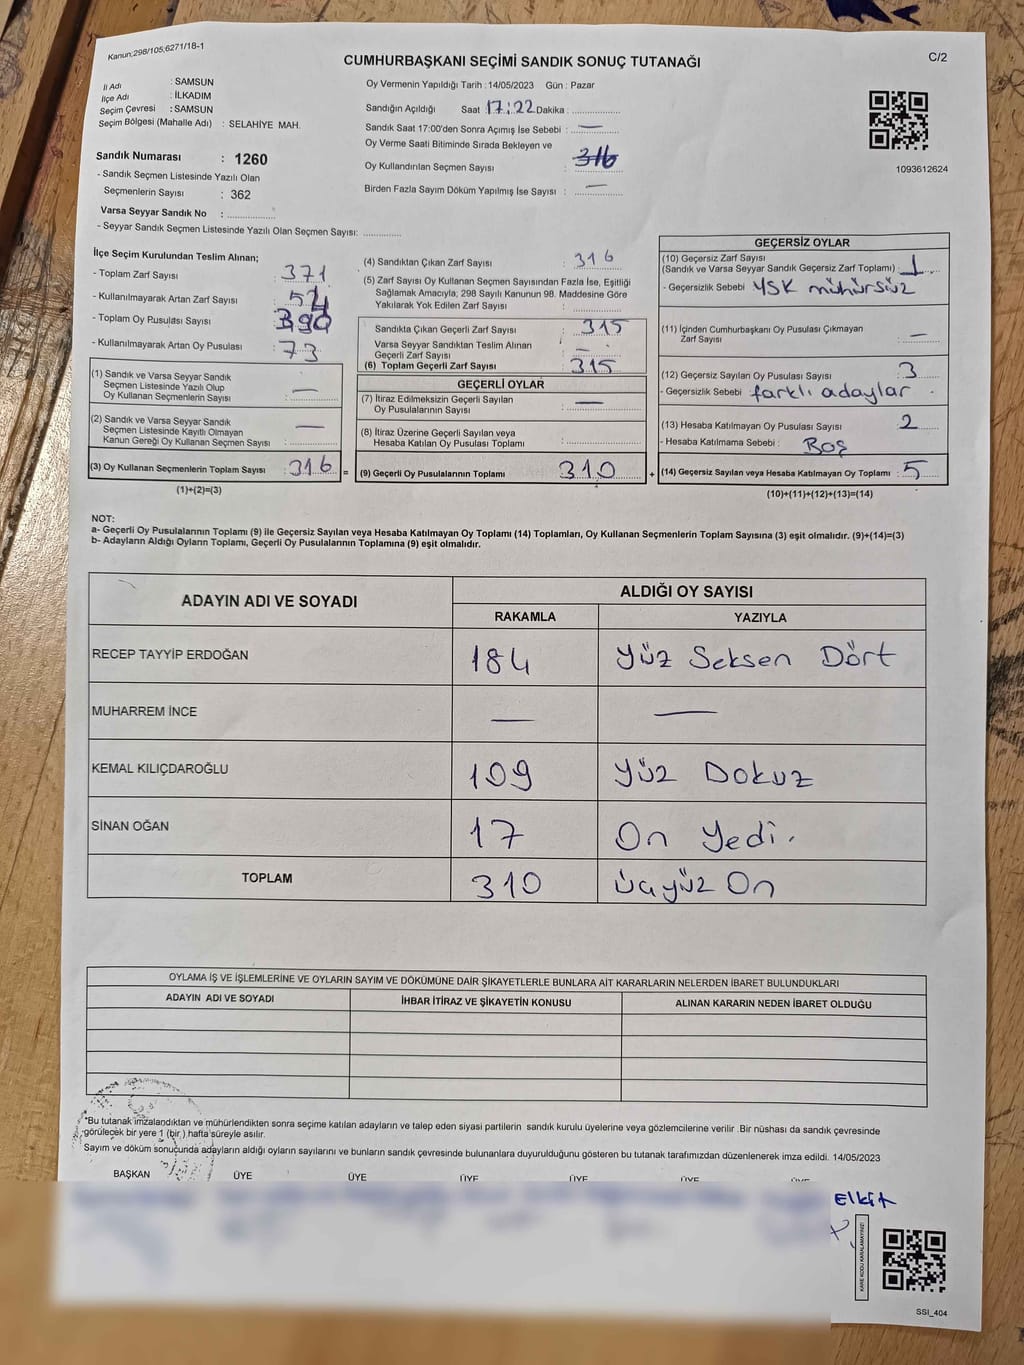 Kanun;298/105;6271/18-1
CUMHURBAŞKANI SEÇİMİ SANDIK SONUÇ TUTANAĞI
C/2
İl Adı : SAMSUN
İlçe Adı : İLKADIM
Seçim Çevresi : SAMSUN
Seçim Bölgesi (Mahalle Adı) : SELAHİYE MAH.
Sandık Numarası : 1260
- Sandık Seçmen Listesinde Yazılı Olan
Seçmenlerin Sayısı : 362
Varsa Seyyar Sandık No : ..............
- Seyyar Sandık Seçmen Listesinde Yazılı Olan Seçmen Sayısı: ............
Oy Vermenin Yapıldığı Tarih : 14/05/2023 Gün : Pazar
Sandığın Açıldığı Saat : 17:22 Dakika : ..............
Sandık Saat 17:00'den Sonra Açımış İse Sebebi : —
Oy Verme Saati Bitiminde Sırada Bekleyen ve
Oy Kullandırılan Seçmen Sayısı : 316
Birden Fazla Sayım Döküm Yapılmış İse Sayısı : —
1093612624
İlçe Seçim Kurulundan Teslim Alınan;
- Toplam Zarf Sayısı : 371
- Kullanılmayarak Artan Zarf Sayısı :
- Toplam Oy Pusulası Sayısı : 390
- Kullanılmayarak Artan Oy Pusulası : 73
(1) Sandık ve Varsa Seyyar Sandık
Seçmen Listesinde Yazılı Olup
Oy Kullanan Seçmenlerin Sayısı : —
(2) Sandık ve Varsa Seyyar Sandık
Seçmen Listesinde Kayıtlı Olmayan
Kanun Gereği Oy Kullanan Seçmen Sayısı : —
(3) Oy Kullanan Seçmenlerin Toplam Sayısı : 316 =
(1)+(2)=(3)
(4) Sandıktan Çıkan Zarf Sayısı : 316
(5) Zarf Sayısı Oy Kullanan Seçmen Sayısından Fazla İse, Eşitliği
Sağlamak Amacıyla; 298 Sayılı Kanunun 98. Maddesine Göre
Yakılarak Yok Edilen Zarf Sayısı : ..............
Sandıkta Çıkan Geçerli Zarf Sayısı : 315
Varsa Seyyar Sandıktan Teslim Alınan
Geçerli Zarf Sayısı : —
(6) Toplam Geçerli Zarf Sayısı : 315
GEÇERLİ OYLAR
(7) İtiraz Edilmeksizin Geçerli Sayılan
Oy Pusulalarının Sayısı : —
(8) İtiraz Üzerine Geçerli Sayılan veya
Hesaba Katılan Oy Pusulası Toplamı : ..............
(9) Geçerli Oy Pusulalarının Toplamı : 310 +
GEÇERSİZ OYLAR
(10) Geçersiz Zarf Sayısı
(Sandık ve Varsa Seyyar Sandık Geçersiz Zarf Toplamı) : 1
- Geçersizlik Sebebi : YSK mühürsüz
(11) İçinden Cumhurbaşkanı Oy Pusulası Çıkmayan
Zarf Sayısı : —
(12) Geçersiz Sayılan Oy Pusulası Sayısı : 3
- Geçersizlik Sebebi : farklı adaylar
(13) Hesaba Katılmayan Oy Pusulası Sayısı : 2
- Hesaba Katılmama Sebebi : Boş
(14) Geçersiz Sayılan veya Hesaba Katılmayan Oy Toplamı : 5
(10)+(11)+(12)+(13)=(14)
NOT:
a- Geçerli Oy Pusulalarının Toplamı (9) ile Geçersiz Sayılan veya Hesaba Katılmayan Oy Toplamı (14) Toplamları, Oy Kullanan Seçmenlerin Toplam Sayısına (3) eşit olmalıdır. (9)+(14)=(3)
b- Adayların Aldığı Oyların Toplamı, Geçerli Oy Pusulalarının Toplamına (9) eşit olmalıdır.
ADAYIN ADI VE SOYADI ALDIĞI OY SAYISI
RAKAMLA YAZIYLA
RECEP TAYYİP ERDOĞAN 184 Yüz Seksen Dört
MUHARREM İNCE — —
KEMAL KILIÇDAROĞLU 109 Yüz Dokuz
SİNAN OĞAN 17 On Yedi.
TOPLAM 310 üçyüz On
OYLAMA İŞ VE İŞLEMLERİNE VE OYLARIN SAYIM VE DÖKÜMÜNE DAİR ŞİKAYETLERLE BUNLARA AİT KARARLARIN NELERDEN İBARET BULUNDUKLARI
ADAYIN ADI VE SOYADI İHBAR İTİRAZ VE ŞİKAYETİN KONUSU ALINAN KARARIN NEDEN İBARET OLDUĞU
*Bu tutanak imzalandıktan ve mühürlendikten sonra seçime katılan adayların ve talep eden siyasi partilerin sandık kurulu üyelerine veya gözlemcilerine verilir .Bir nüshası da sandık çevresinde
görülecek bir yere 1 (bir ) hafta süreyle asılır.
Sayım ve döküm sonucunda adayların aldığı oyların sayılarını ve bunların sandık çevresinde bulunanlara duyurulduğunu gösteren bu tutanak tarafımızdan düzenlenerek imza edildi. 14/05/2023
BAŞKAN ÜYE ÜYE ÜYE ÜYE ÜYE ÜYE
KARE KODU KARALAMAYINIZ!
SSI_404